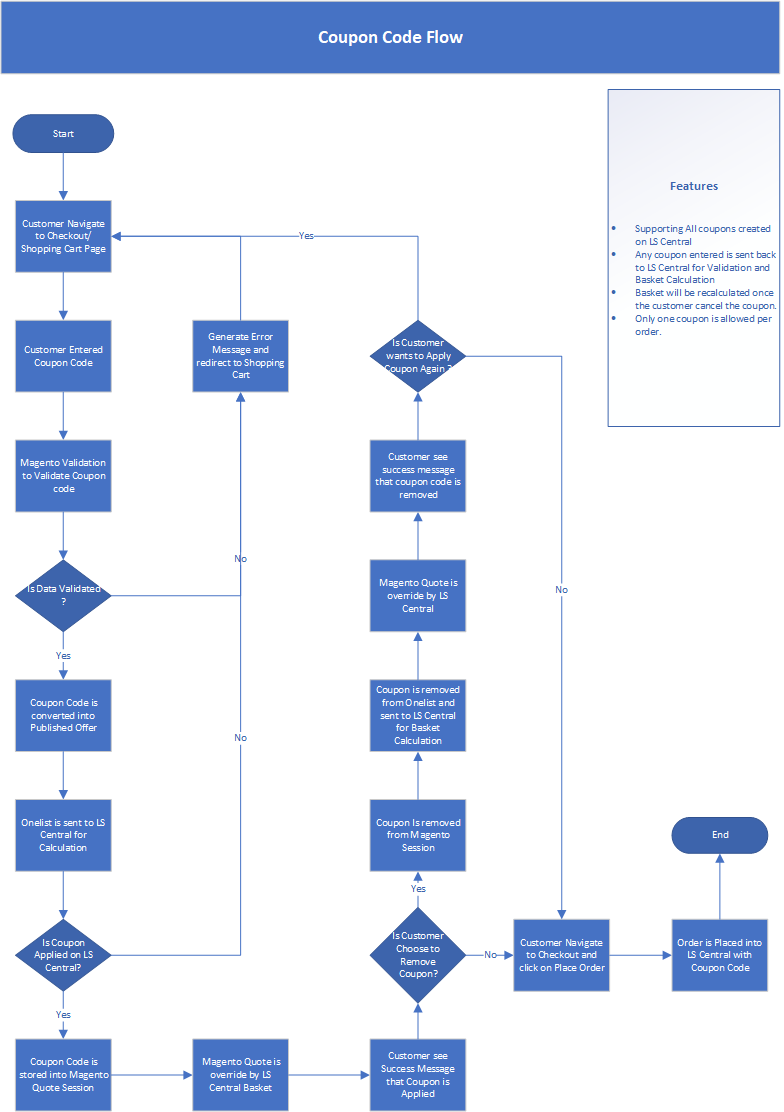 Coupon Code Flow
Start
Customer Navigate
to Checkout/
Shopping Cart Page
Customer Entered
Coupon Code
Magento Validation
to Validate Coupon
code
Is Data Validated
?
Yes
Coupon Code is
converted into
Published Offer
Onelist is sent to LS
Central for
Calculation
Is Coupon
Applied on LS
Central?
Yes
Coupon Code is
stored into Magento
Quote Session
Generate Error
Message and
redirect to Shopping
Cart
No
No
Magento Quote is
override by LS
Central Basket
Yes
Is Customer
wants to Apply
Coupon Again ?
Customer see
success message
that coupon code is
removed
Magento Quote is
override by LS
Central
Coupon is removed
from Onelist and
sent to LS Central
for Basket
Calculation
Coupon Is removed
from Magento
Session
Yes
Is Customer
Choose to
Remove
Coupon?
Customer see
Success Message
that Coupon is
Applied
No
No
Customer Navigate
to Checkout and
click on Place Order
Order is Placed into
LS Central with
Coupon Code
End
Features
• Supporting All coupons created
on LS Central
• Any coupon entered is sent back
to LS Central for Validation and
Basket Calculation
• Basket will be recalculated once
the customer cancel the coupon.
• Only one coupon is allowed per
order.